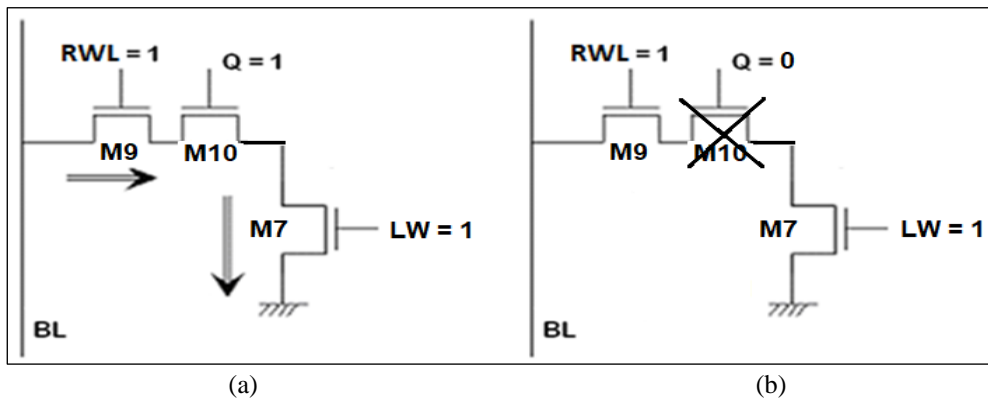 RWL = 1
Q = 1
M9
M10
M7
LW = 1
BL
(a)
RWL = 1
Q = 0
M9
M10
M7
LW = 1
BL
(b)